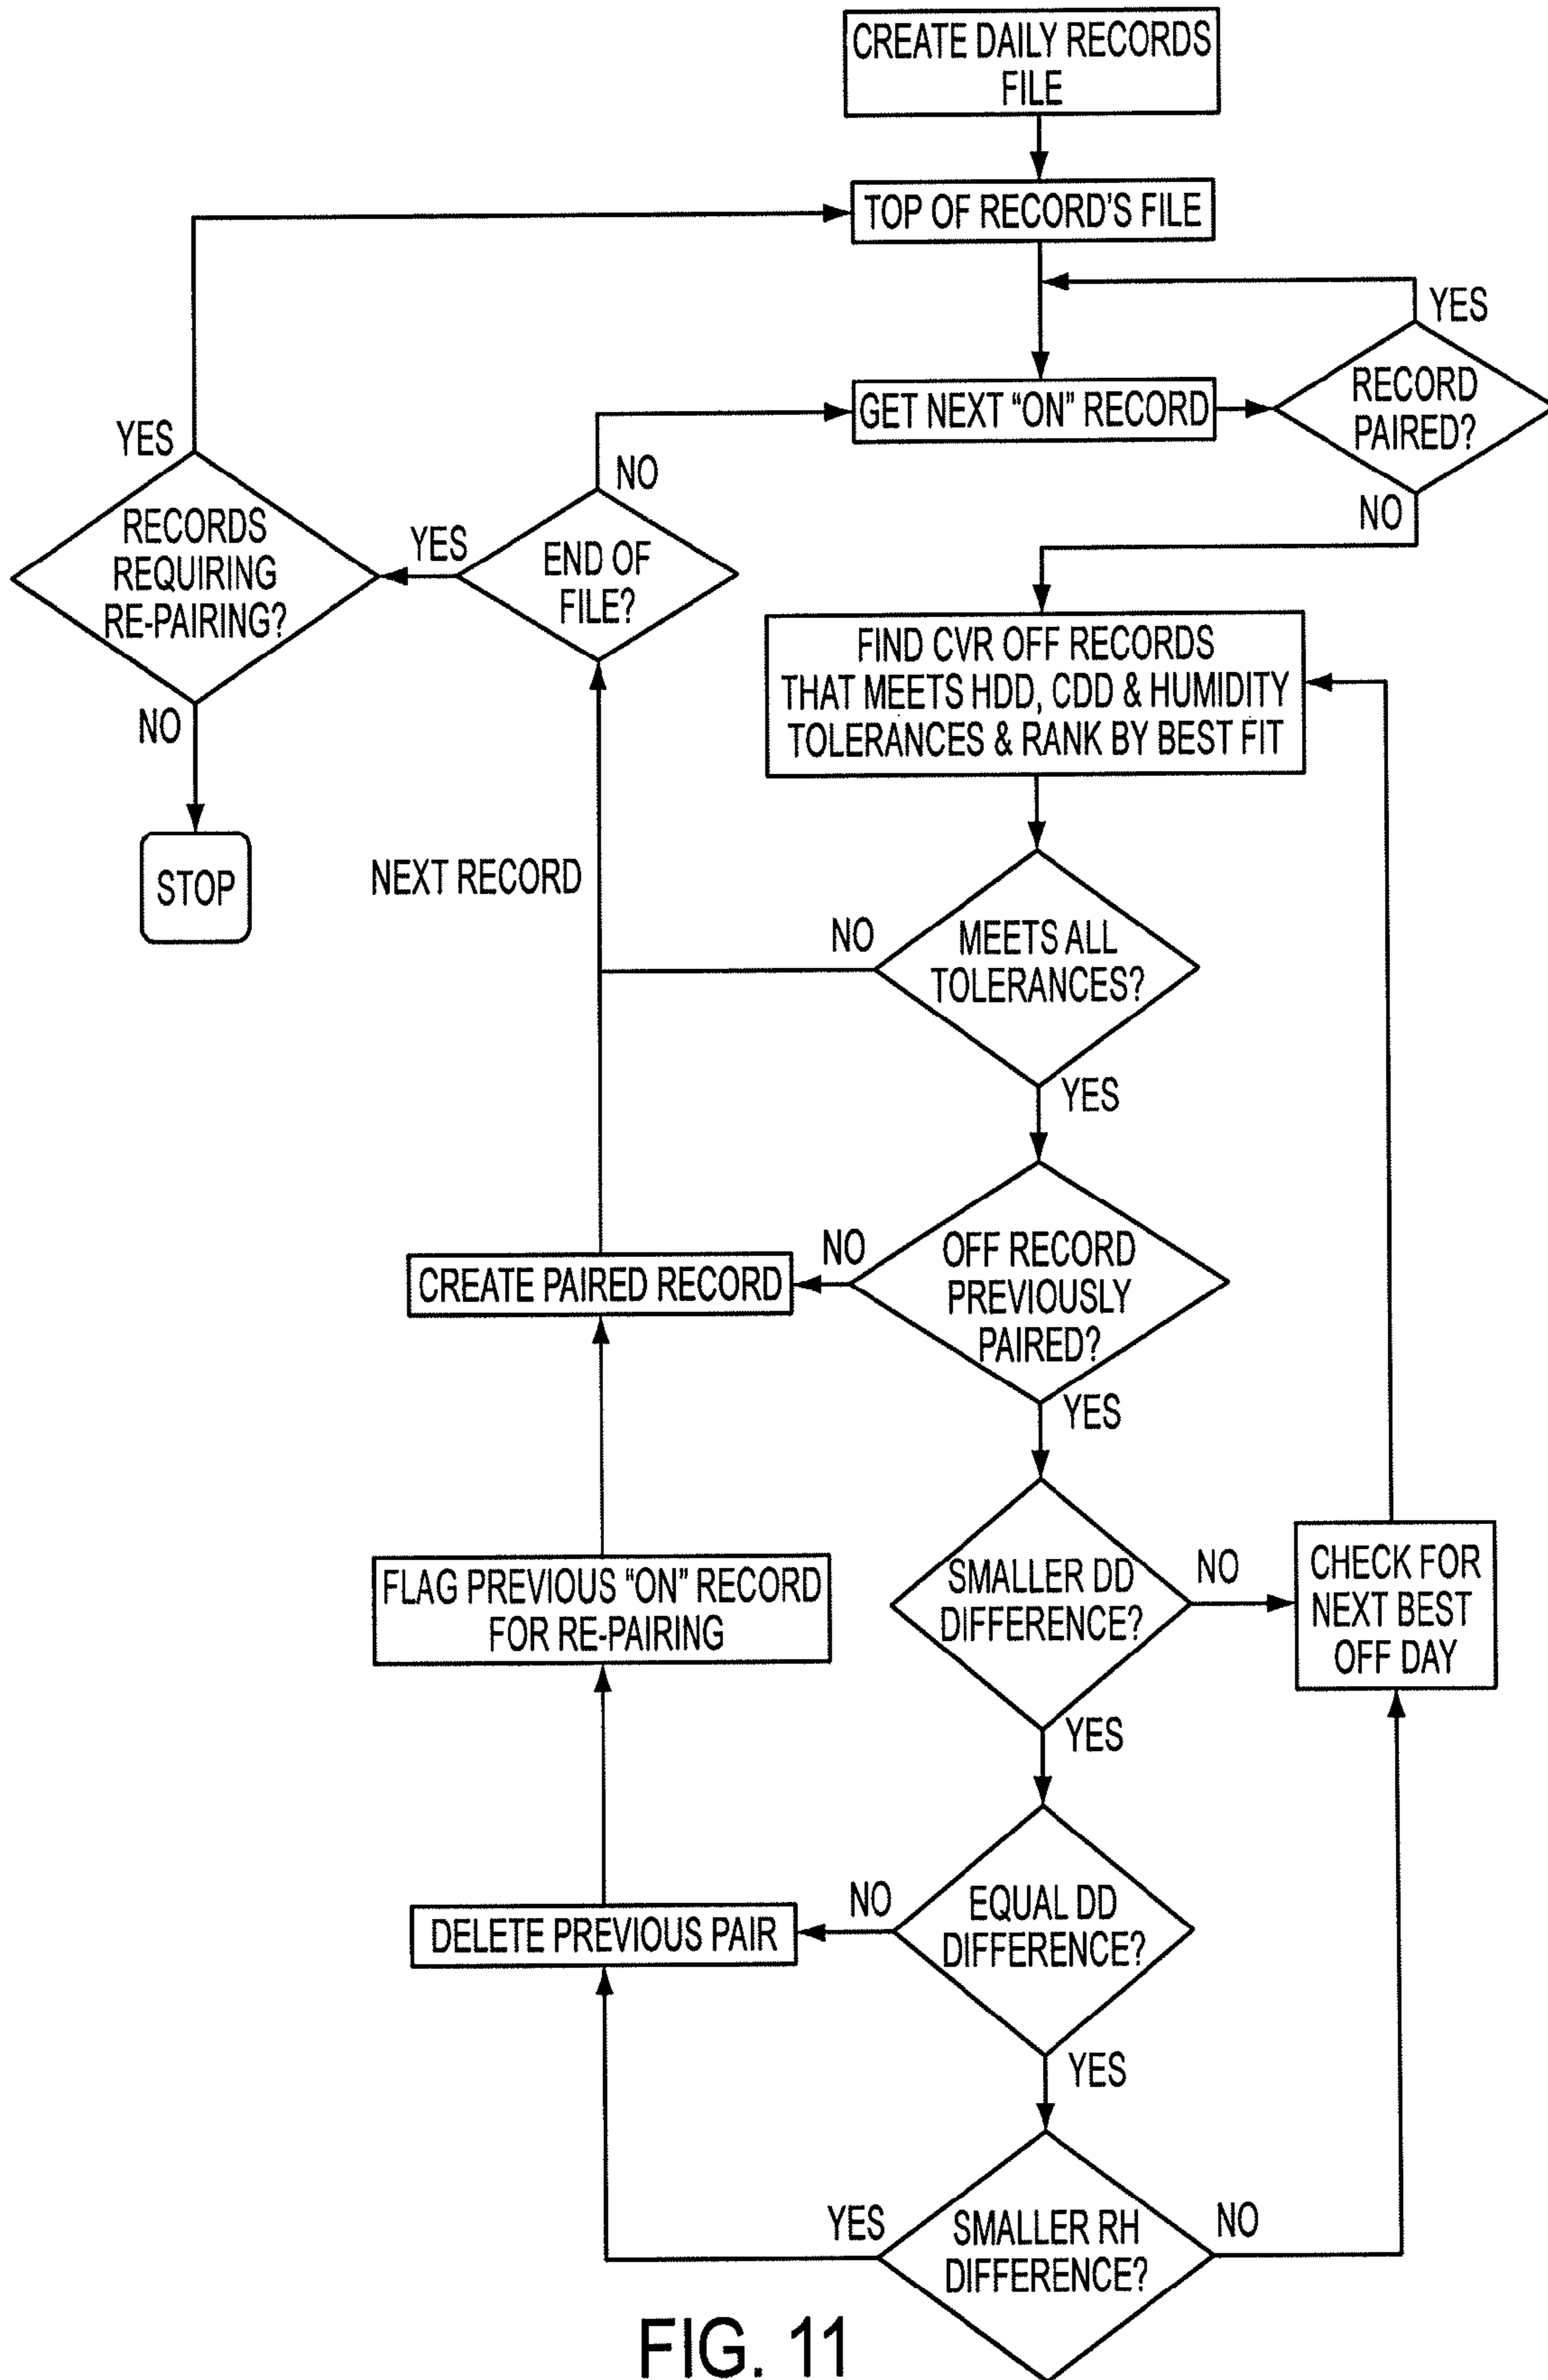 CREATE DAILY RECORDS
FILE
TOP OF RECORD'S FILE
YES
GET NEXT "ON" RECORD
RECORD
PAIRED?
NO
YES
RECORDS
REQUIRING
RE-PAIRING?
NO
STOP
YES
END OF
FILE?
NO
FIND CVR OFF RECORDS
THAT MEETS HDD, CDD & HUMIDITY
TOLERANCES & RANK BY BEST FIT
NEXT RECORD
NO
MEETS ALL
TOLERANCES?
YES
CREATE PAIRED RECORD
NO
OFF RECORD
PREVIOUSLY
PAIRED?
YES
FLAG PREVIOUS "ON" RECORD
FOR RE-PAIRING
SMALLER DD
DIFFERENCE?
NO
CHECK FOR
NEXT BEST
OFF DAY
YES
DELETE PREVIOUS PAIR
NO
EQUAL DD
DIFFERENCE?
YES
YES
SMALLER RH
DIFFERENCE?
NO
FIG. 11